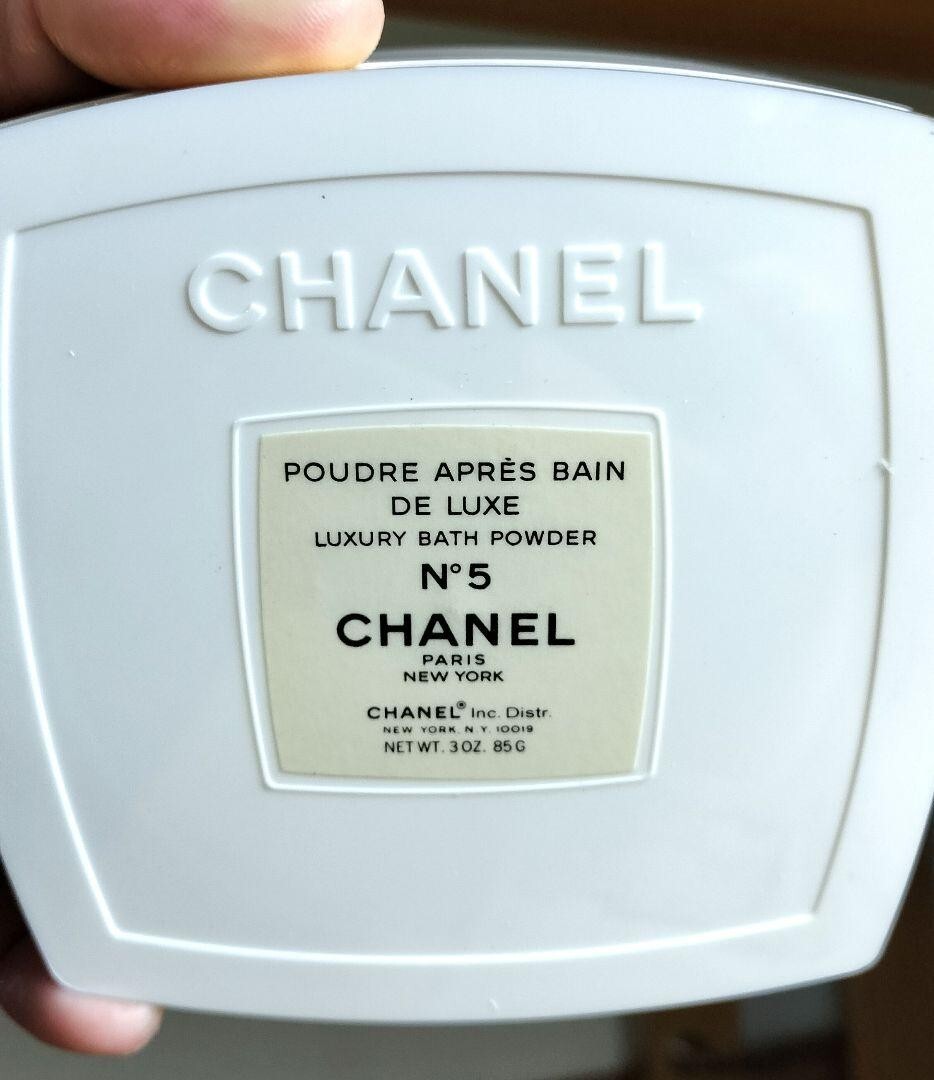 CHANEL
POUDRE APRÈS BAIN
DE LUXE
LUXURY BATH POWDER
N°5
CHANEL
PARIS
NEW YORK
CHANEL® Inc. Distr.
NEW YORK, N.Y. 10019
NET WT. 3 OZ. 85G